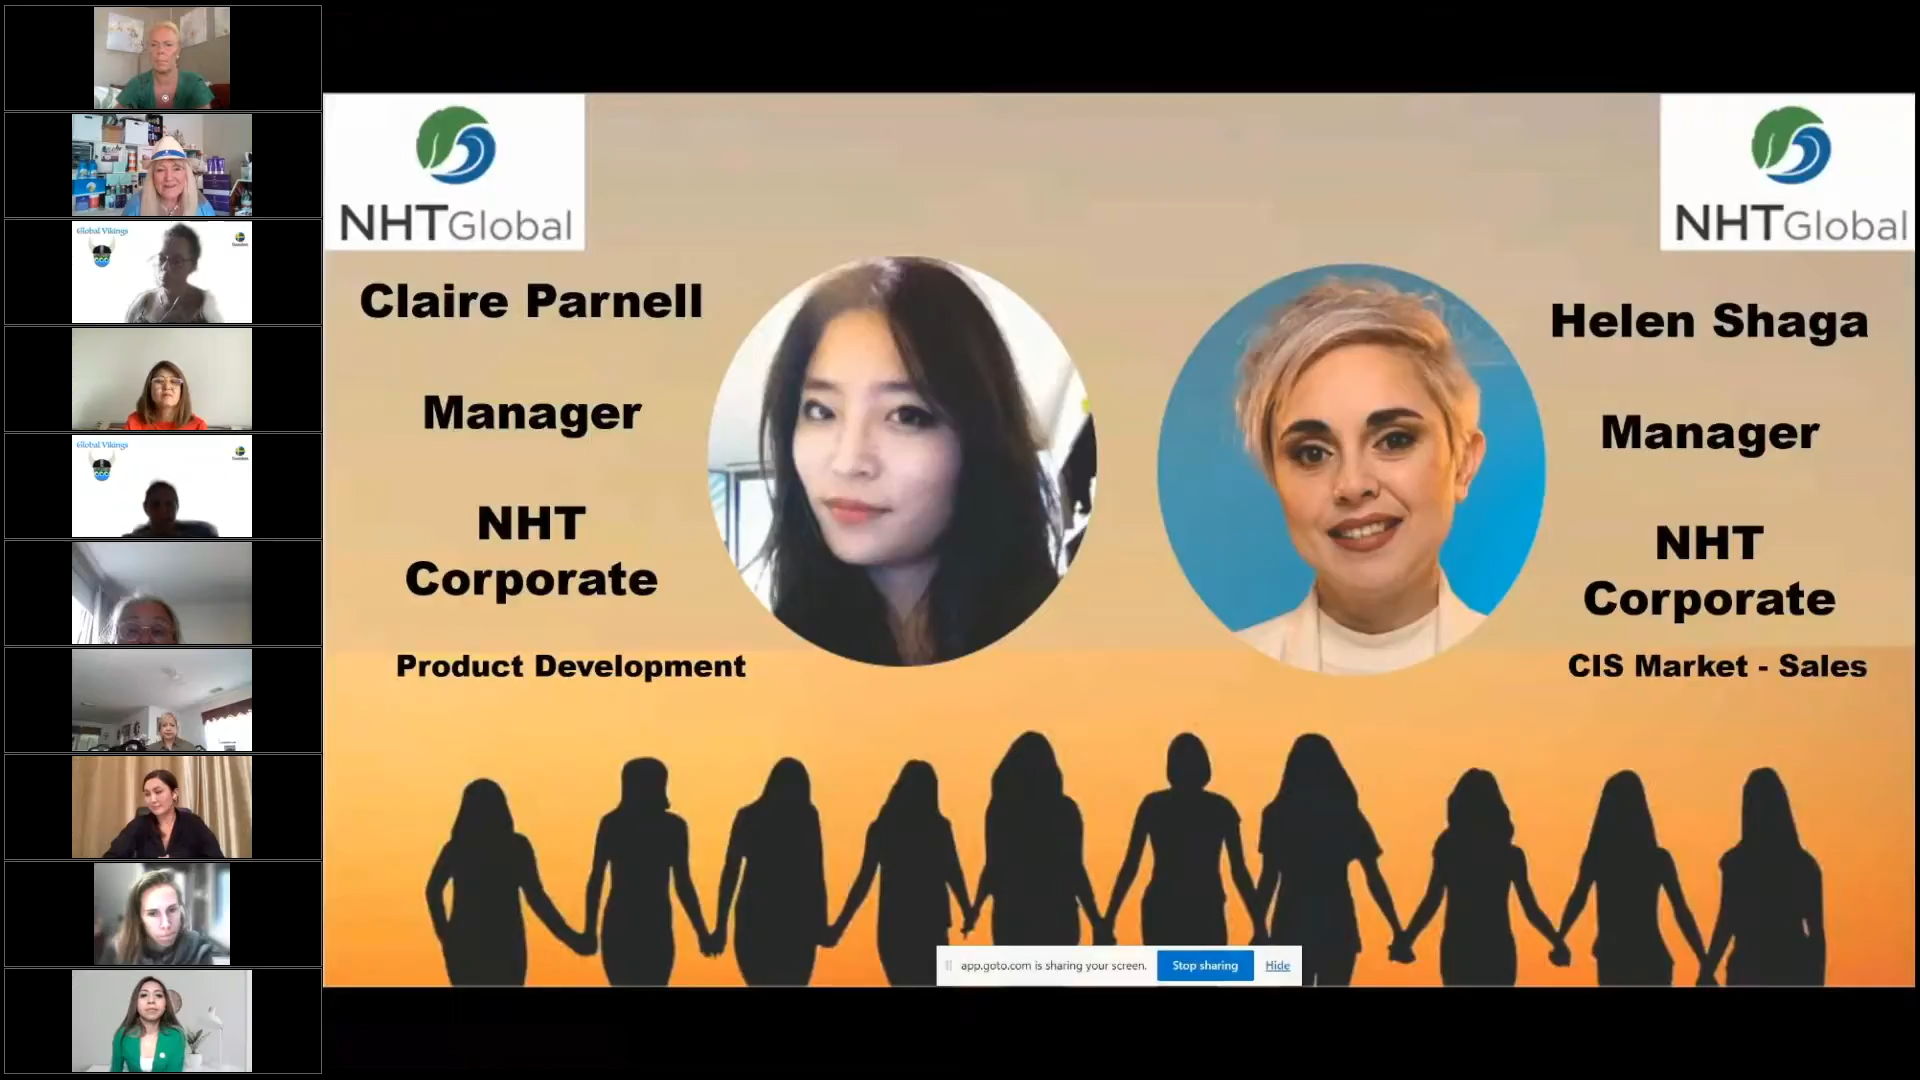 Global Vikings
Global Vikings
NHTGlobal
NHTGlobal
Claire Parnell
Manager
NHT
Corporate
Product Development
Helen Shaga
Manager
NHT
Corporate
CIS Market - Sales
app.goto.com is sharing your screen.
Stop sharing
Hide